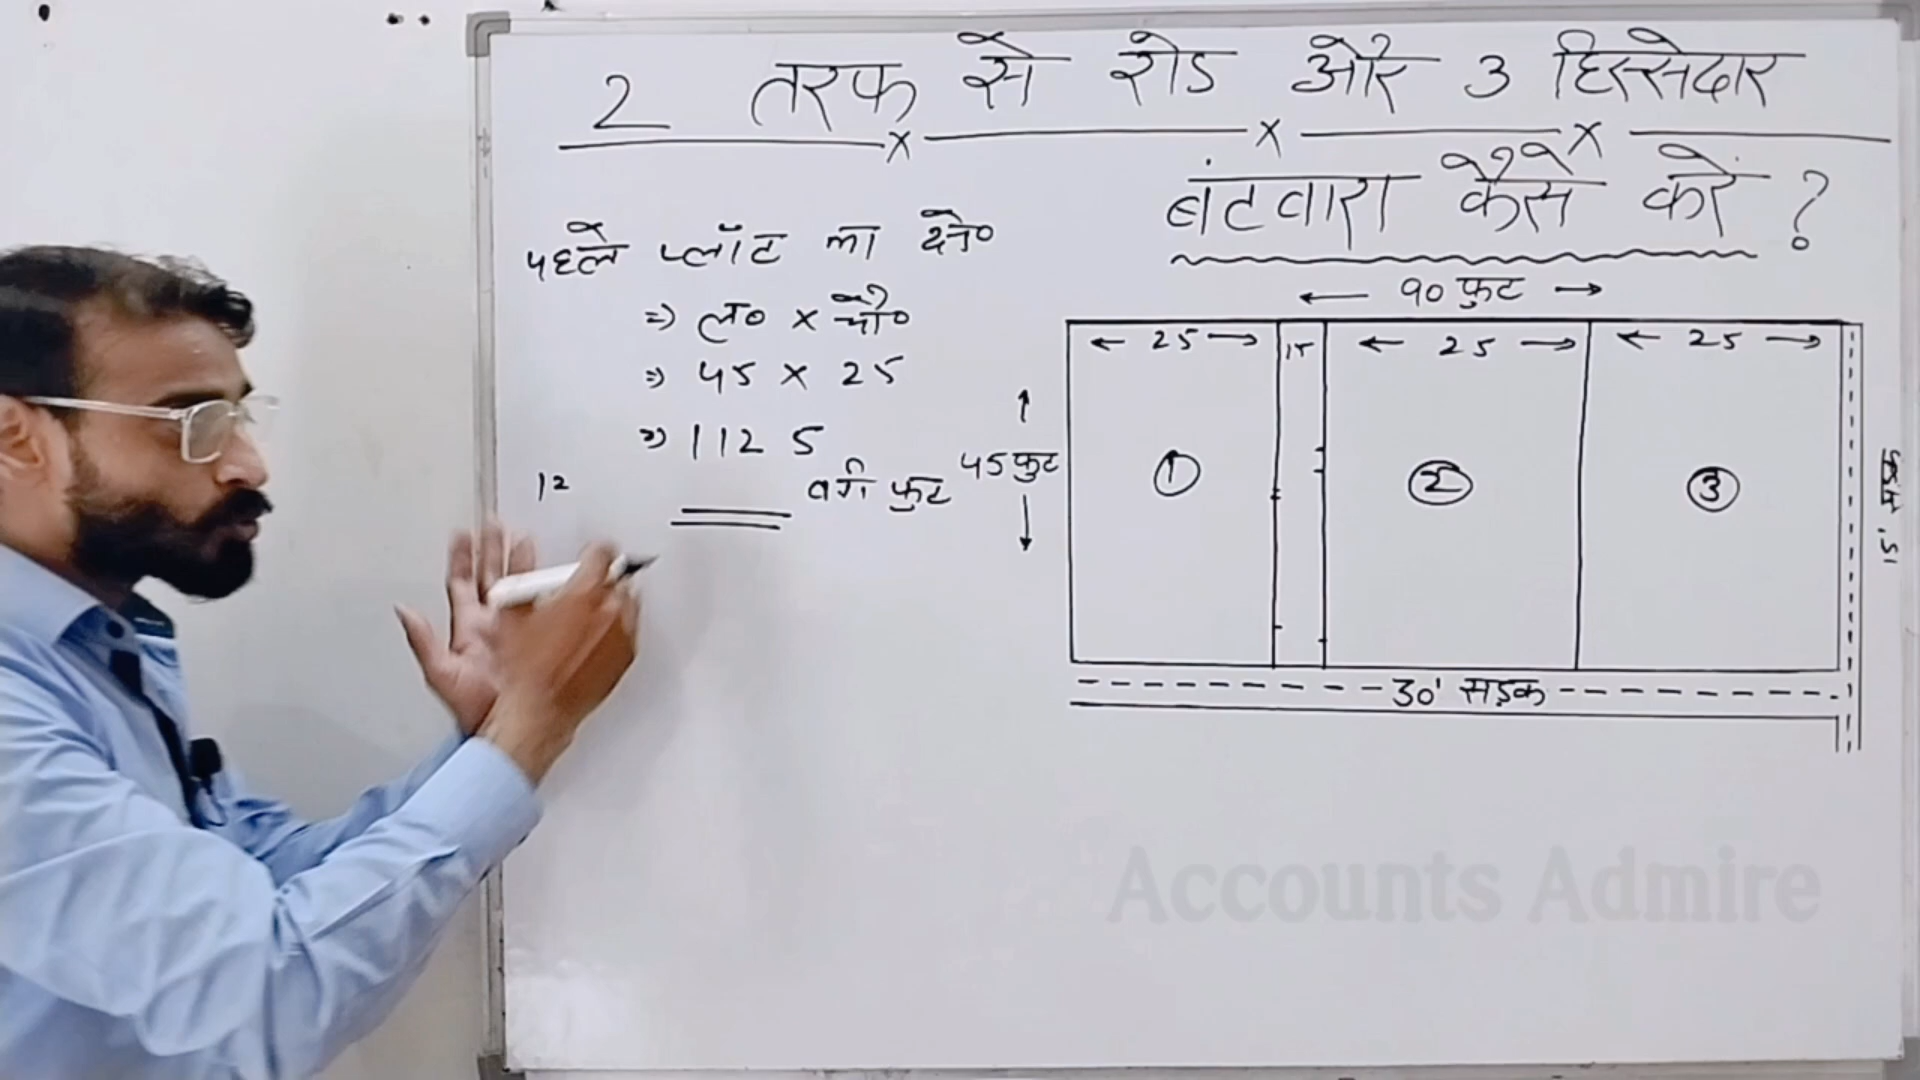 2 तरफ से रोड और 3 हिस्सेदार
बंटवारा कैसे करें ?
पहले प्लॉट का क्षे०
⇒ ल० x चौ०
⇒ 45 x 25
⇒ 1125
वर्ग फुट
12
← 90 फुट →
← 25 →
15
← 25 →
← 25 →
45 फुट
1
2
3
15' सड़क
30' सड़क
Accounts Admire